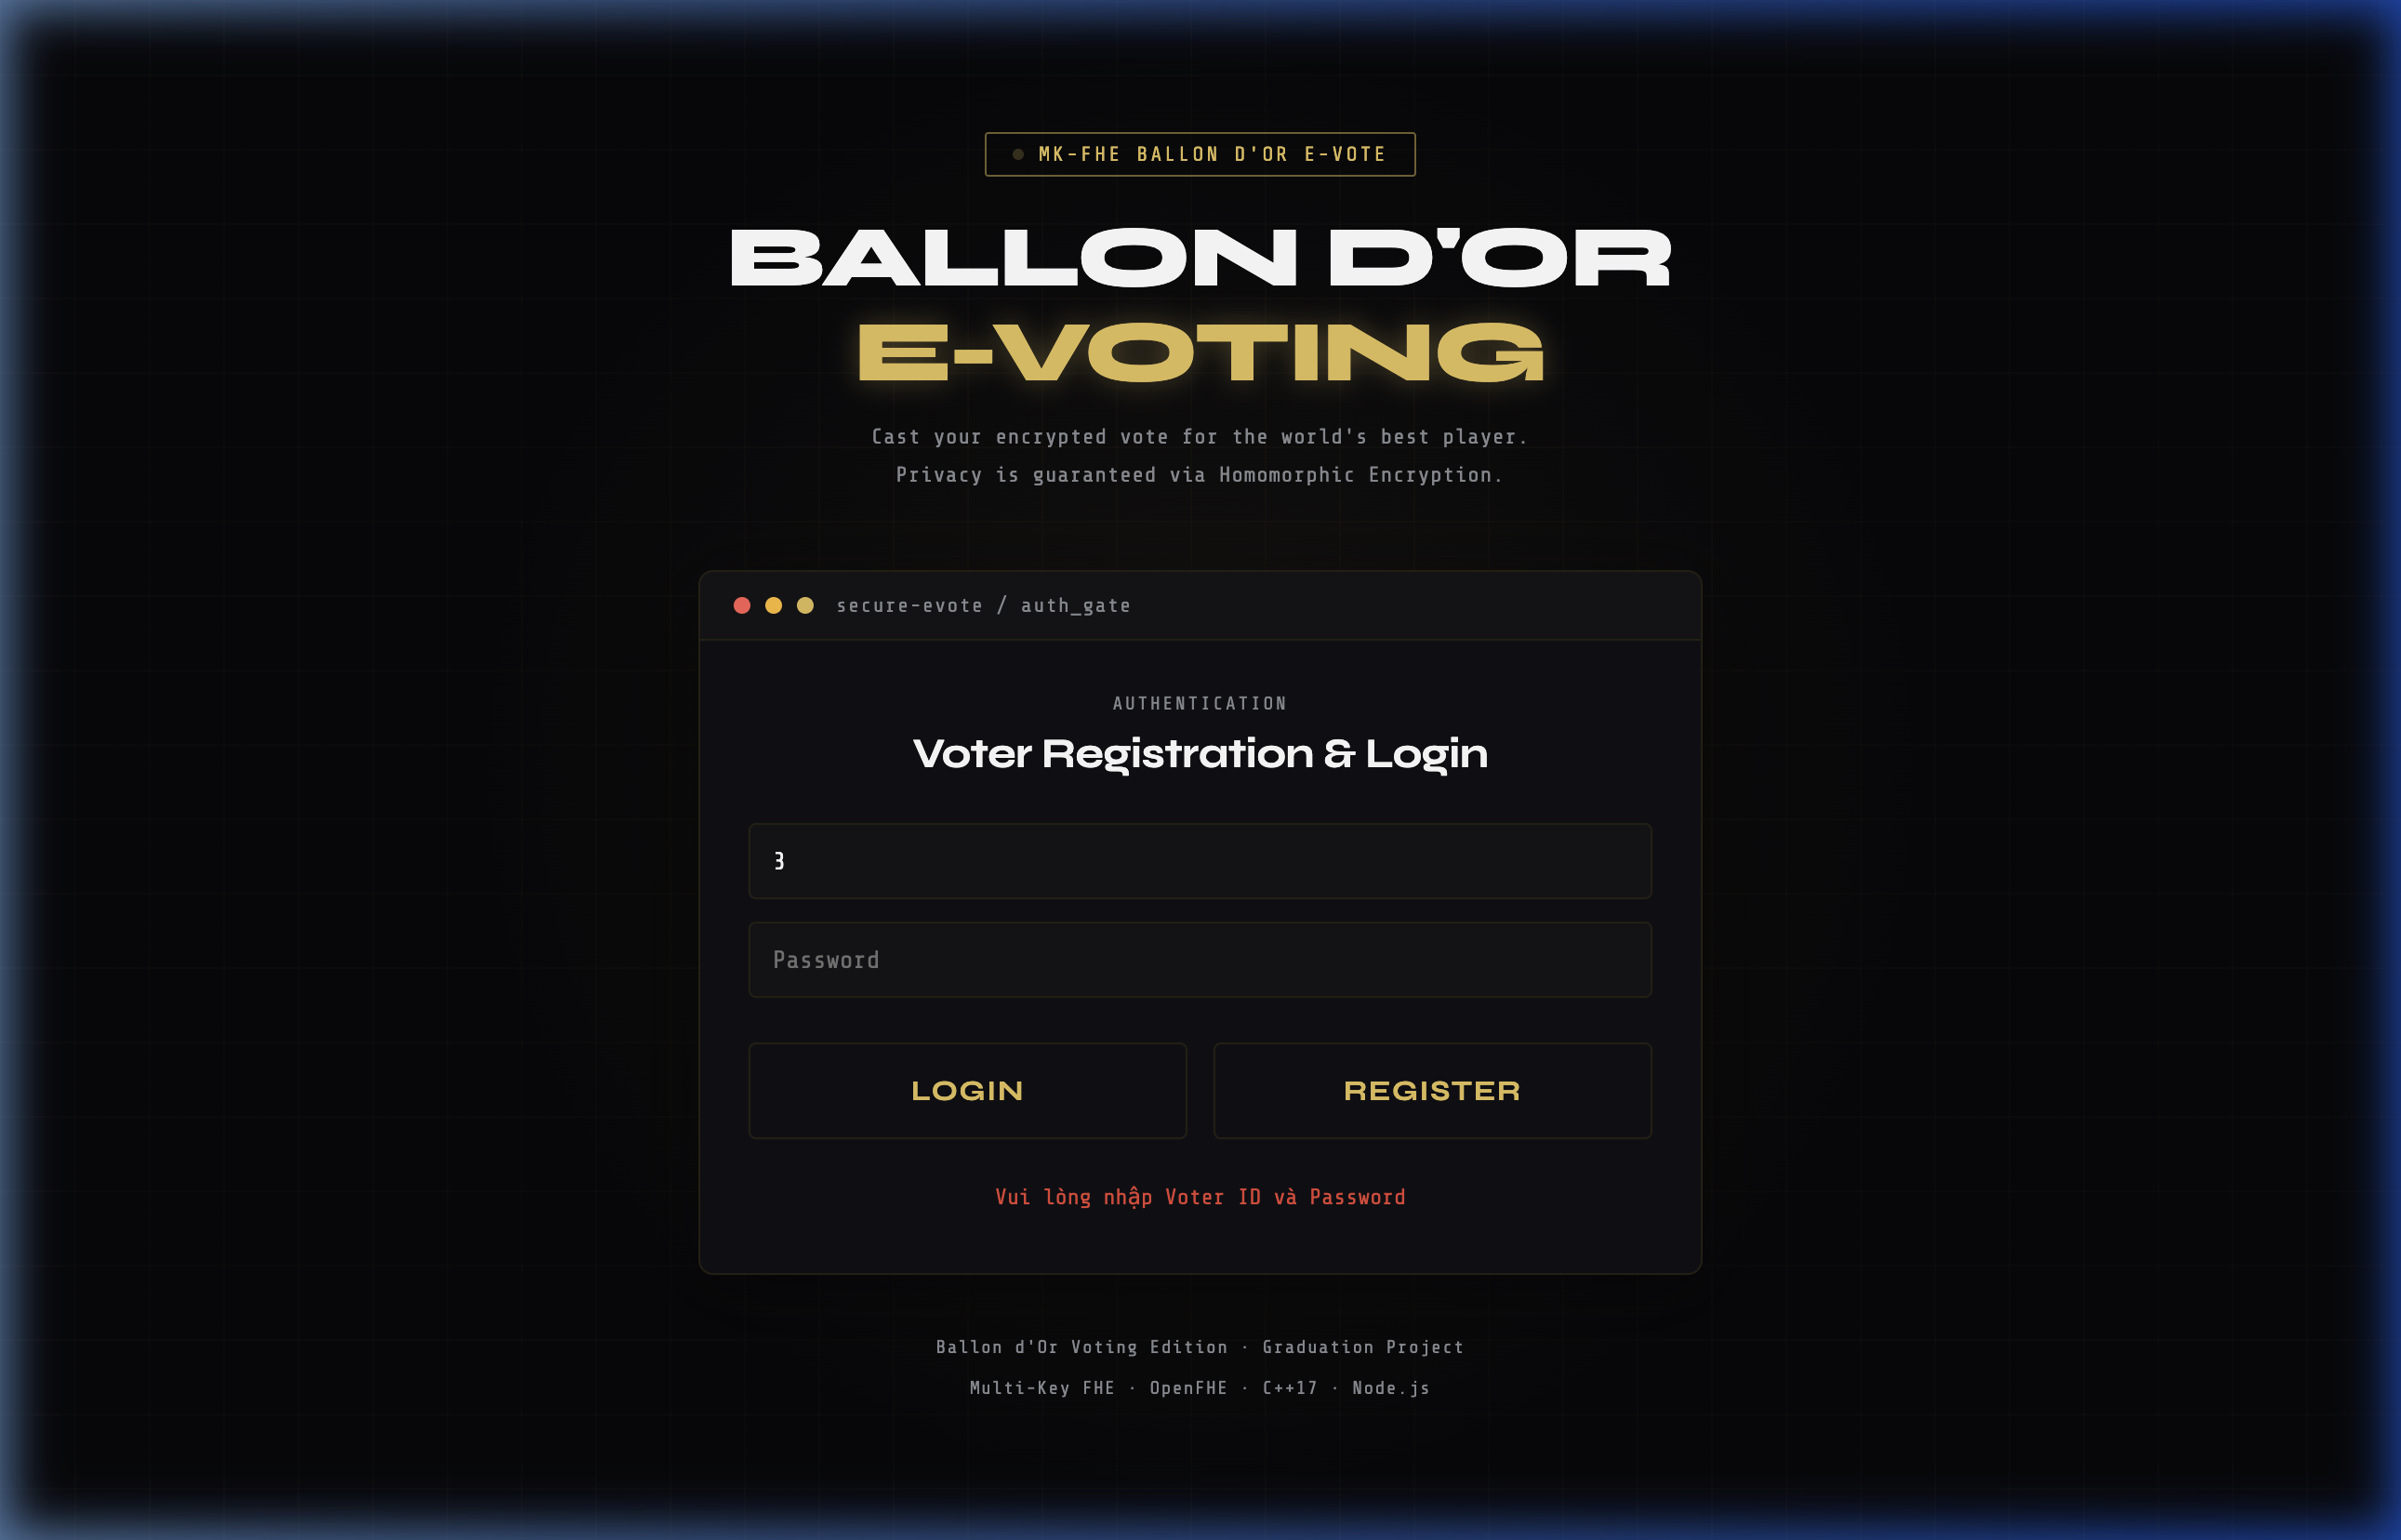 MK-FHE BALLON D'OR E-VOTE
BALLON D'OR
E-VOTING
Cast your encrypted vote for the world's best player.
Privacy is guaranteed via Homomorphic Encryption.
secure-evote / auth_gate
AUTHENTICATION
Voter Registration & Login
3
Password
LOGIN
REGISTER
Vui lòng nhập Voter ID và Password
Ballon d'Or Voting Edition · Graduation Project
Multi-Key FHE · OpenFHE · C++17 · Node.js